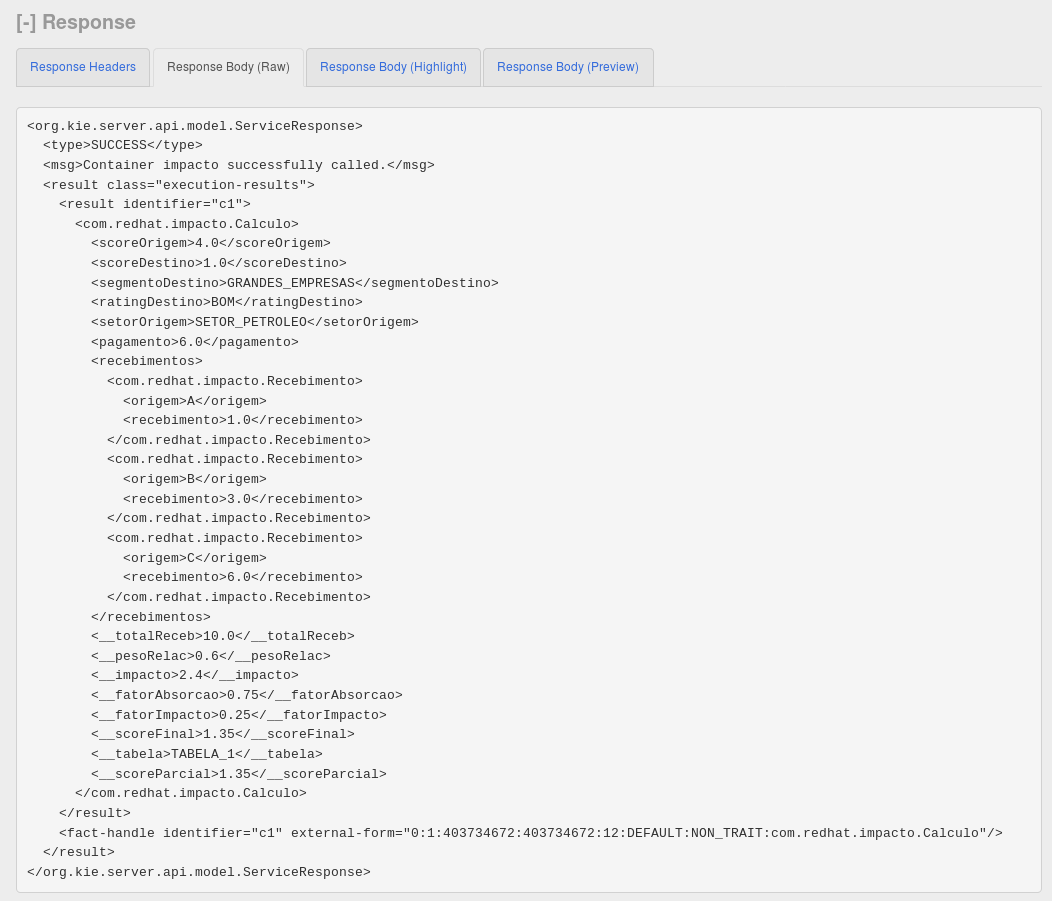 [-] Response
Response Headers
Response Body (Raw)
Response Body (Highlight)
Response Body (Preview)
<org.kie.server.api.model.ServiceResponse>
  <type>SUCCESS</type>
  <msg>Container impacto successfully called.</msg>
  <result class="execution-results">
    <result identifier="c1">
      <com.redhat.impacto.Calculo>
        <scoreOrigem>4.0</scoreOrigem>
        <scoreDestino>1.0</scoreDestino>
        <segmentoDestino>GRANDES_EMPRESAS</segmentoDestino>
        <ratingDestino>BOM</ratingDestino>
        <setorOrigem>SETOR_PETROLEO</setorOrigem>
        <pagamento>6.0</pagamento>
        <recebimentos>
          <com.redhat.impacto.Recebimento>
            <origem>A</origem>
            <recebimento>1.0</recebimento>
          </com.redhat.impacto.Recebimento>
          <com.redhat.impacto.Recebimento>
            <origem>B</origem>
            <recebimento>3.0</recebimento>
          </com.redhat.impacto.Recebimento>
          <com.redhat.impacto.Recebimento>
            <origem>C</origem>
            <recebimento>6.0</recebimento>
          </com.redhat.impacto.Recebimento>
        </recebimentos>
        <__totalReceb>10.0</__totalReceb>
        <__pesoRelac>0.6</__pesoRelac>
        <__impacto>2.4</__impacto>
        <__fatorAbsorcao>0.75</__fatorAbsorcao>
        <__fatorImpacto>0.25</__fatorImpacto>
        <__scoreFinal>1.35</__scoreFinal>
        <__tabela>TABELA_1</__tabela>
        <__scoreParcial>1.35</__scoreParcial>
      </com.redhat.impacto.Calculo>
    </result>
    <fact-handle identifier="c1" external-form="0:1:403734672:403734672:12:DEFAULT:NON_TRAIT:com.redhat.impacto.Calculo"/>
  </result>
</org.kie.server.api.model.ServiceResponse>